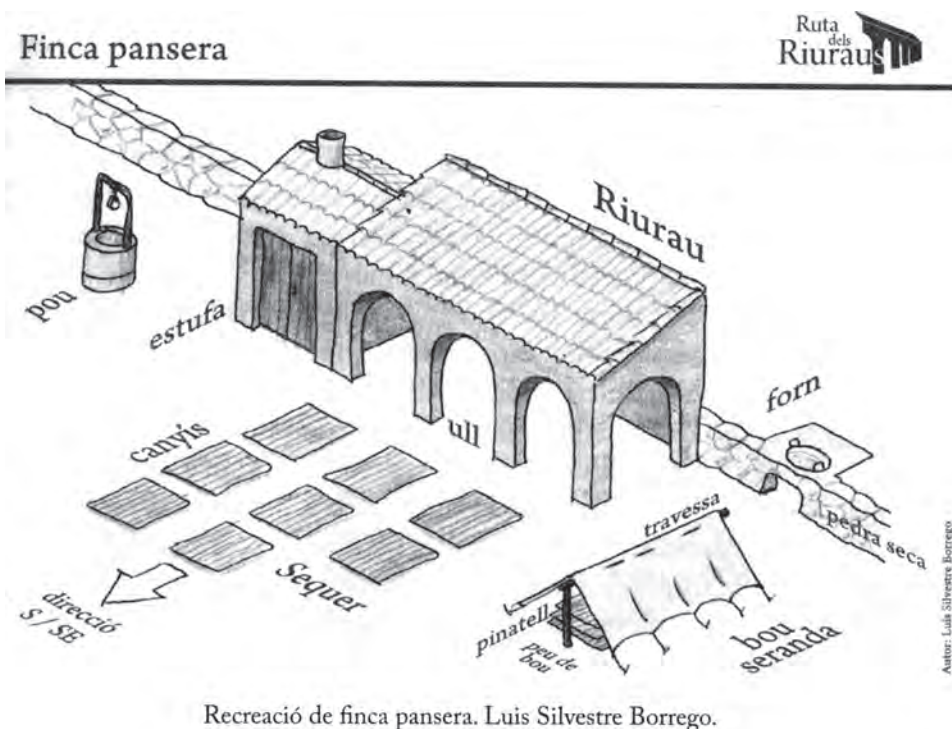 Finca pansera
Ruta
dels
Riuraus
Riurau
pou
estufa
forn
canyís
ull
travessa
pedra seca
Sequer
direcció
S / SE
pinatell
peu de
bou
bou
seranda
Autor: Luis Silvestre Borrego
Recreació de finca pansera. Luis Silvestre Borrego.